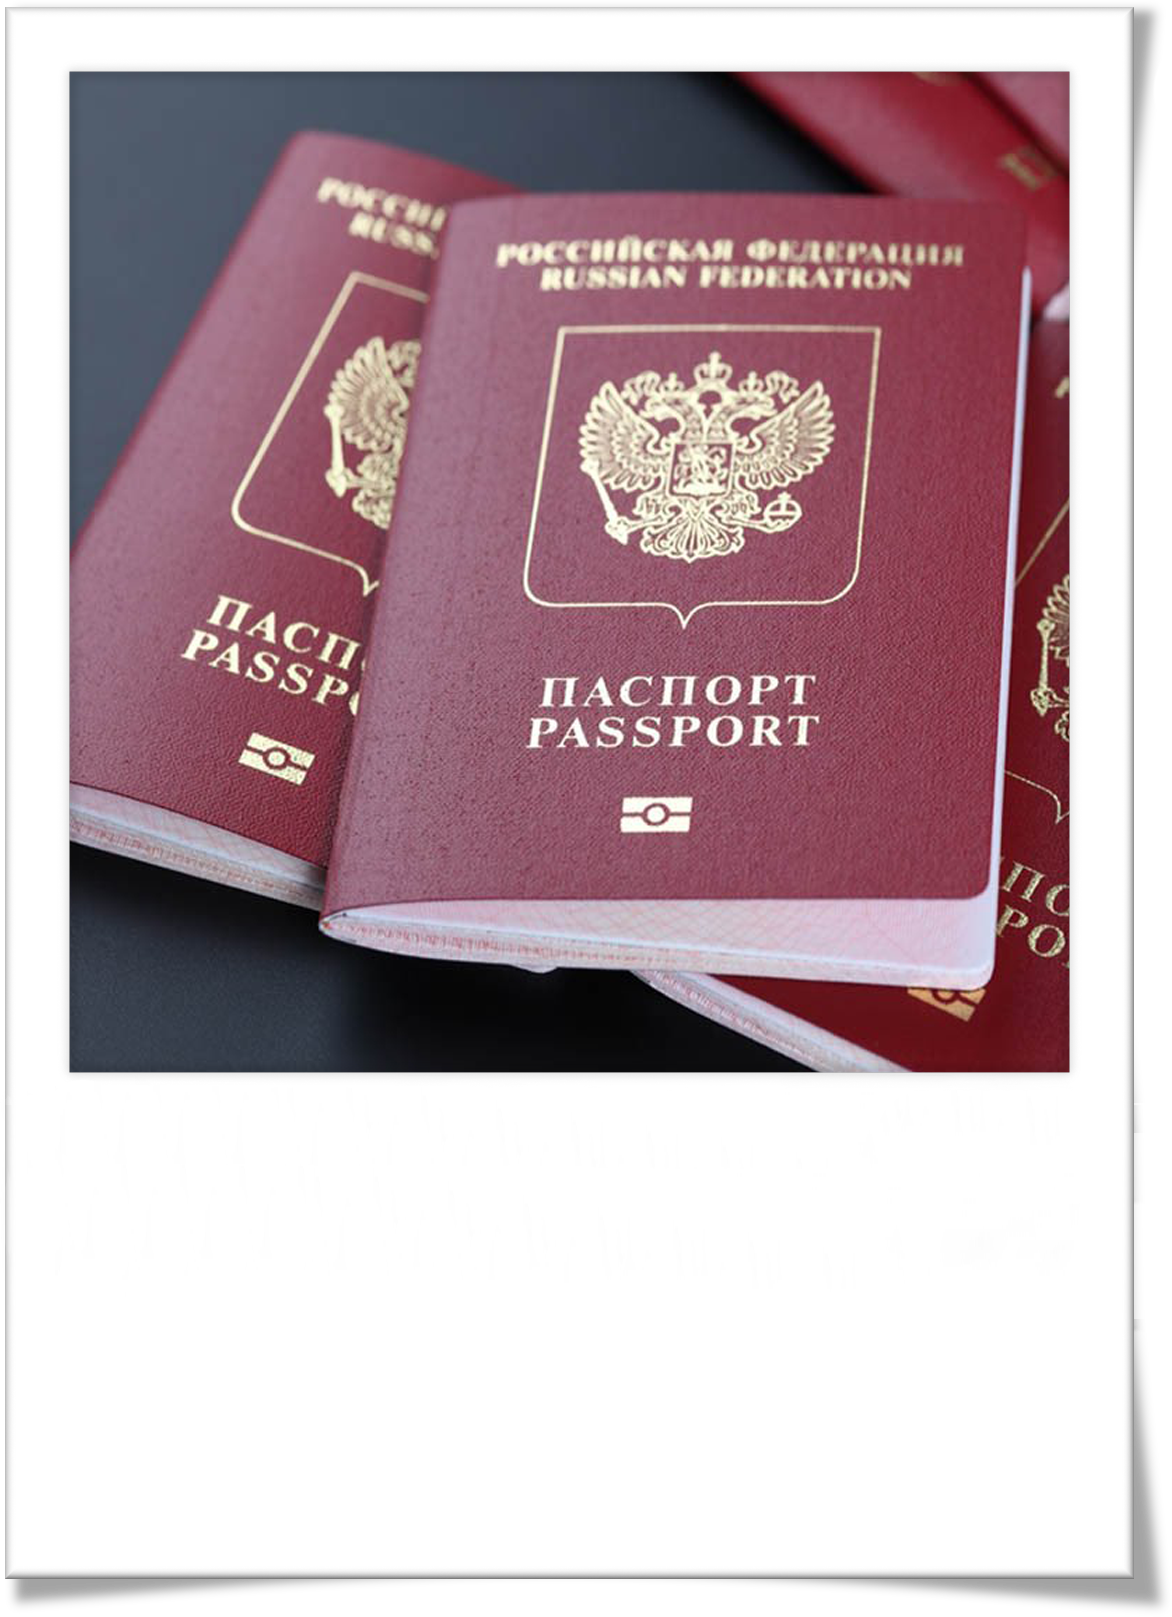 РОССИЙСКАЯ ФЕДЕРАЦИЯ
RUSSIAN FEDERATION
ПАСПОРТ
PASSPORT